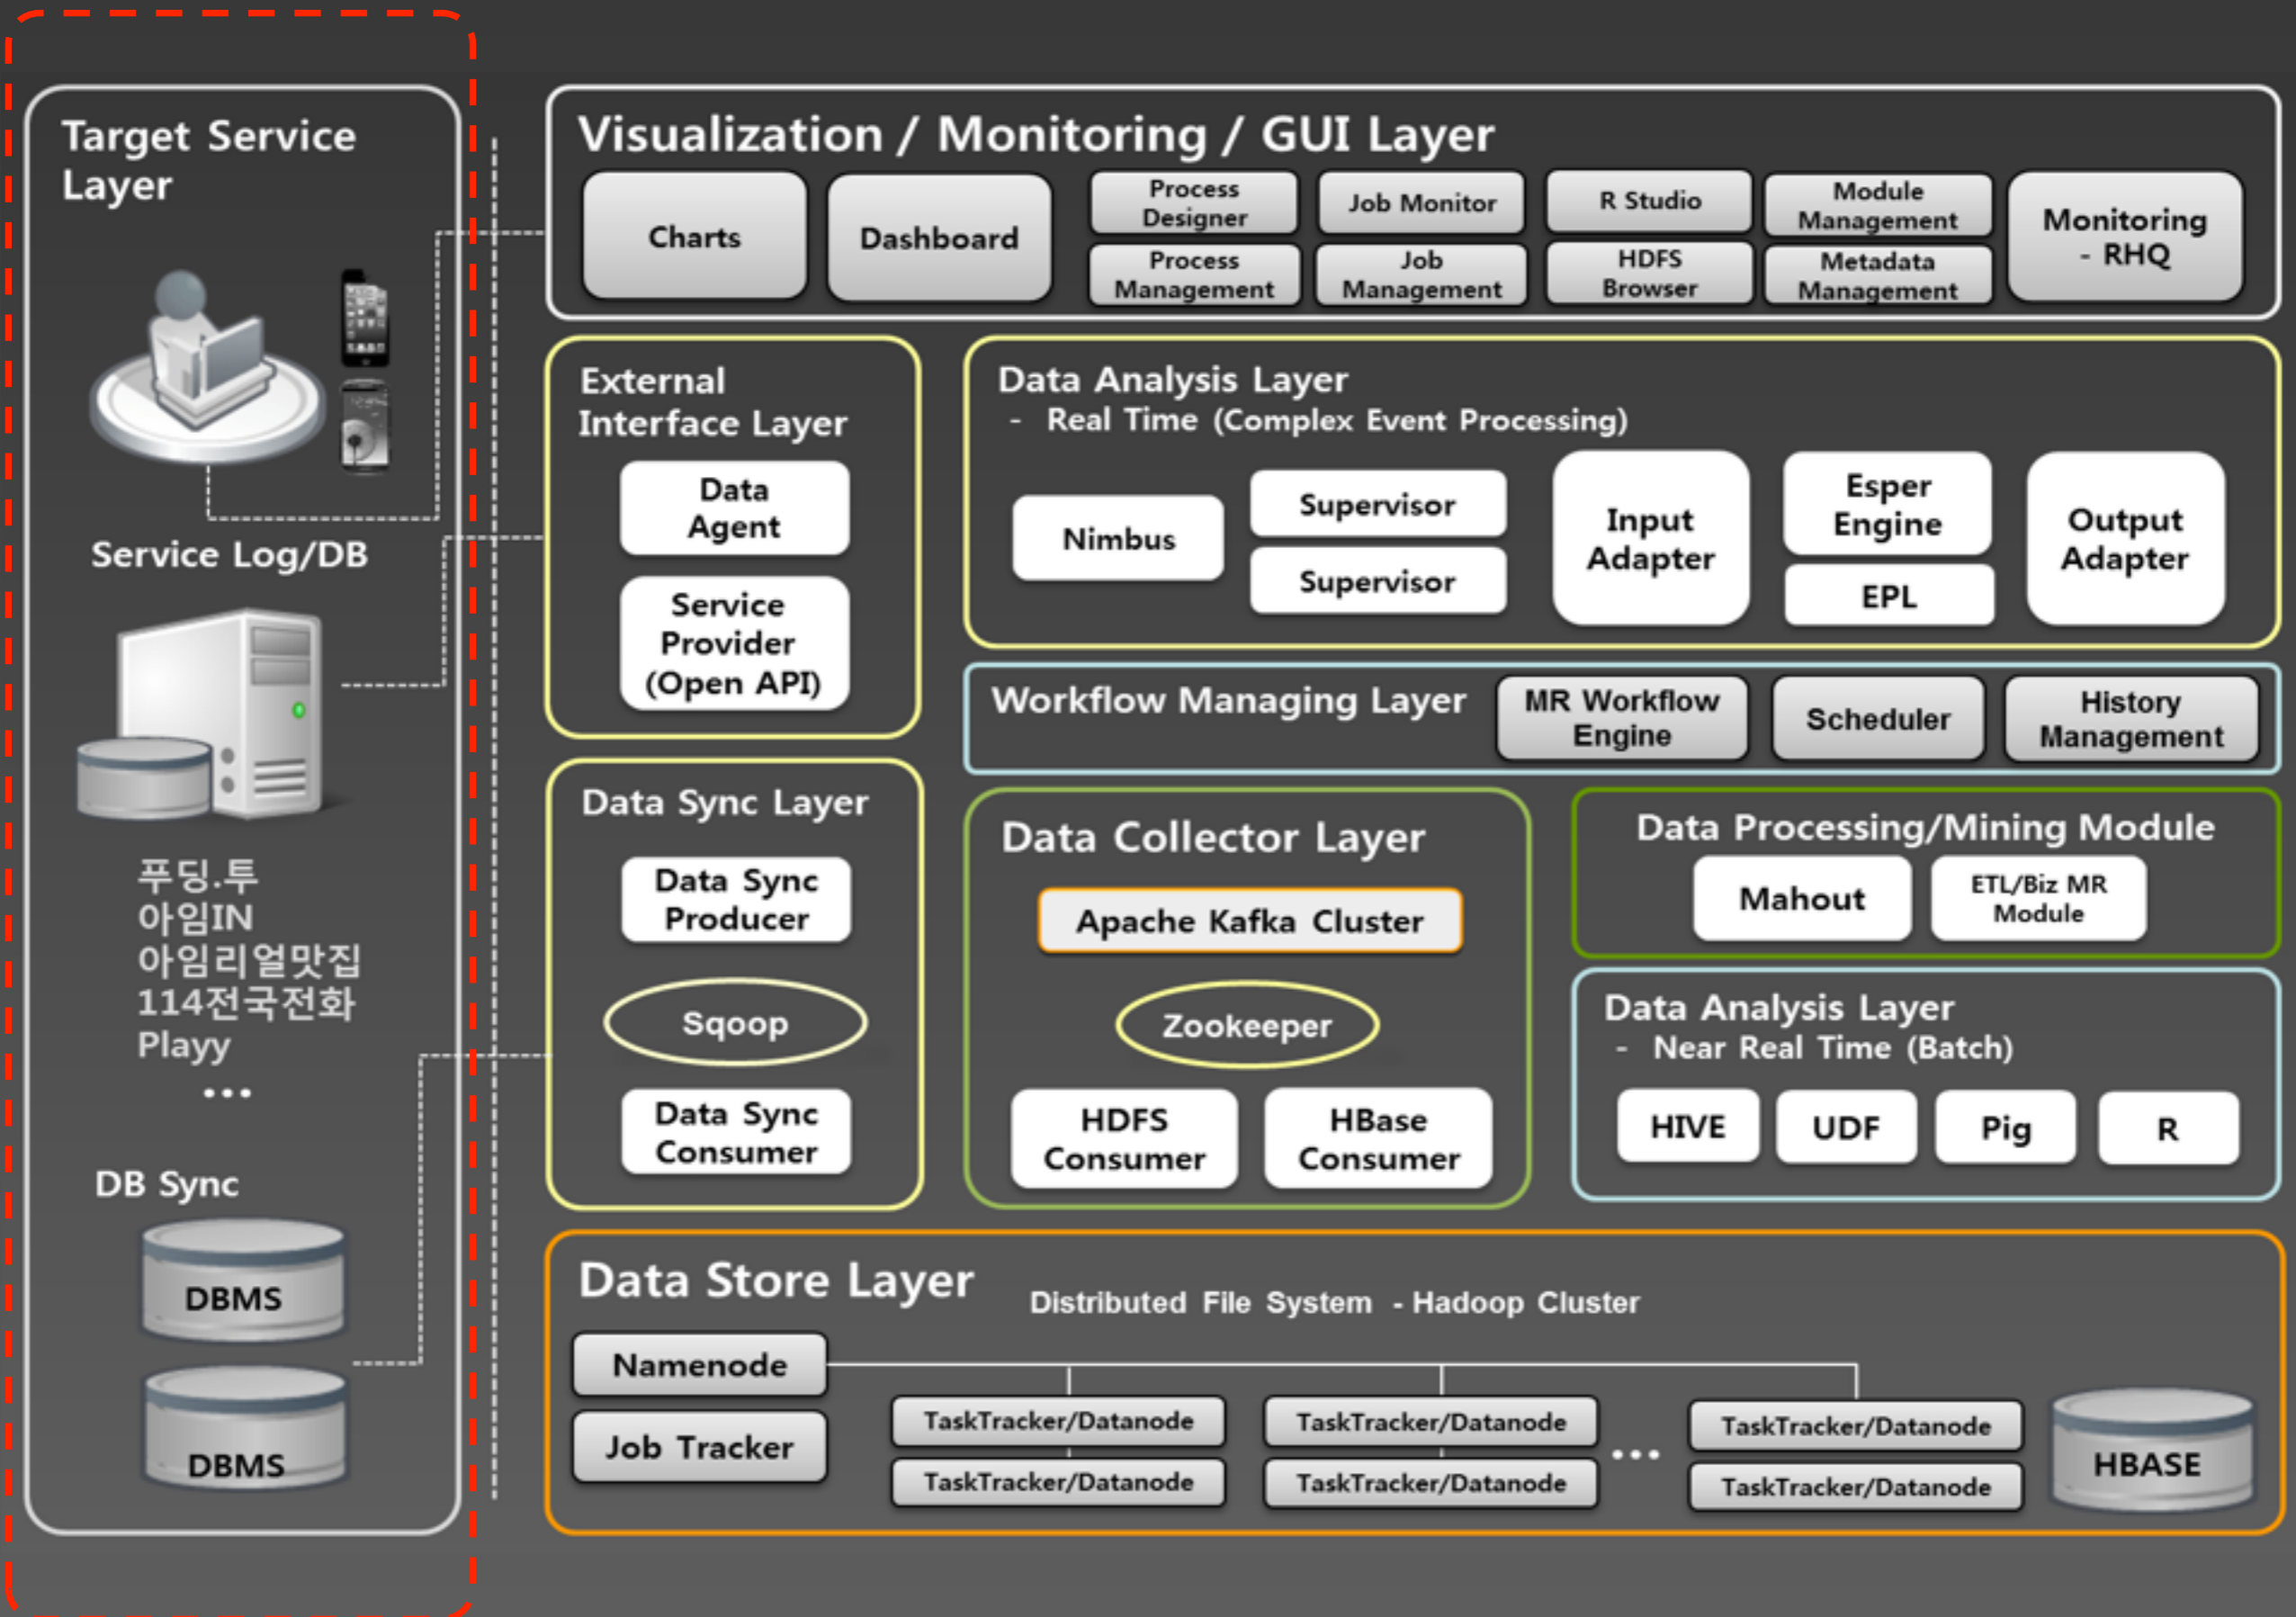 Target Service
Layer
Service Log/DB
푸딩.투
아임IN
아임리얼맛집
114전국전화
Playy
...
DB Sync
DBMS
DBMS
Visualization / Monitoring / GUI Layer
Charts
Dashboard
Process
Designer
Job Monitor
R Studio
Module
Management
Process
Management
Job
Management
HDFS
Browser
Metadata
Management
Monitoring
- RHQ
External
Interface Layer
Data
Agent
Service
Provider
(Open API)
Data Analysis Layer
- Real Time (Complex Event Processing)
Nimbus
Supervisor
Supervisor
Input
Adapter
Esper
Engine
EPL
Output
Adapter
Workflow Managing Layer
MR Workflow
Engine
Scheduler
History
Management
Data Sync Layer
Data Sync
Producer
Sqoop
Data Sync
Consumer
Data Collector Layer
Apache Kafka Cluster
Zookeeper
HDFS
Consumer
HBase
Consumer
Data Processing/Mining Module
Mahout
ETL/Biz MR
Module
Data Analysis Layer
- Near Real Time (Batch)
HIVE
UDF
Pig
R
Data Store Layer
Distributed File System - Hadoop Cluster
Namenode
Job Tracker
TaskTracker/Datanode
TaskTracker/Datanode
TaskTracker/Datanode
TaskTracker/Datanode
...
TaskTracker/Datanode
TaskTracker/Datanode
HBASE